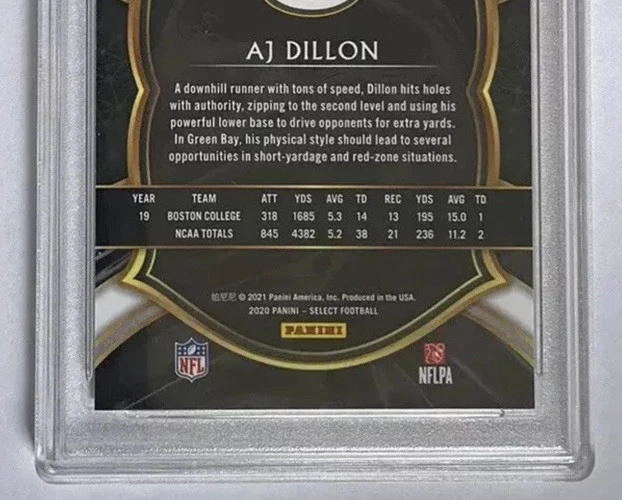 AJ DILLON
A downhill runner with tons of speed, Dillon hits holes
with authority, zipping to the second level and using his
powerful lower base to drive opponents for extra yards.
In Green Bay, his physical style should lead to several
opportunities in short-yardage and red-zone situations.
YEAR TEAM ATT YDS AVG TD REC YDS AVG TD
19 BOSTON COLLEGE 318 1685 5.3 14 13 195 15.0 1
NCAA TOTALS 845 4382 5.2 38 21 236 11.2 2
帕尼尼 © 2021 Panini America, Inc. Produced in the USA.
2020 PANINI – SELECT FOOTBALL
PANINI
NFL
NFLPA